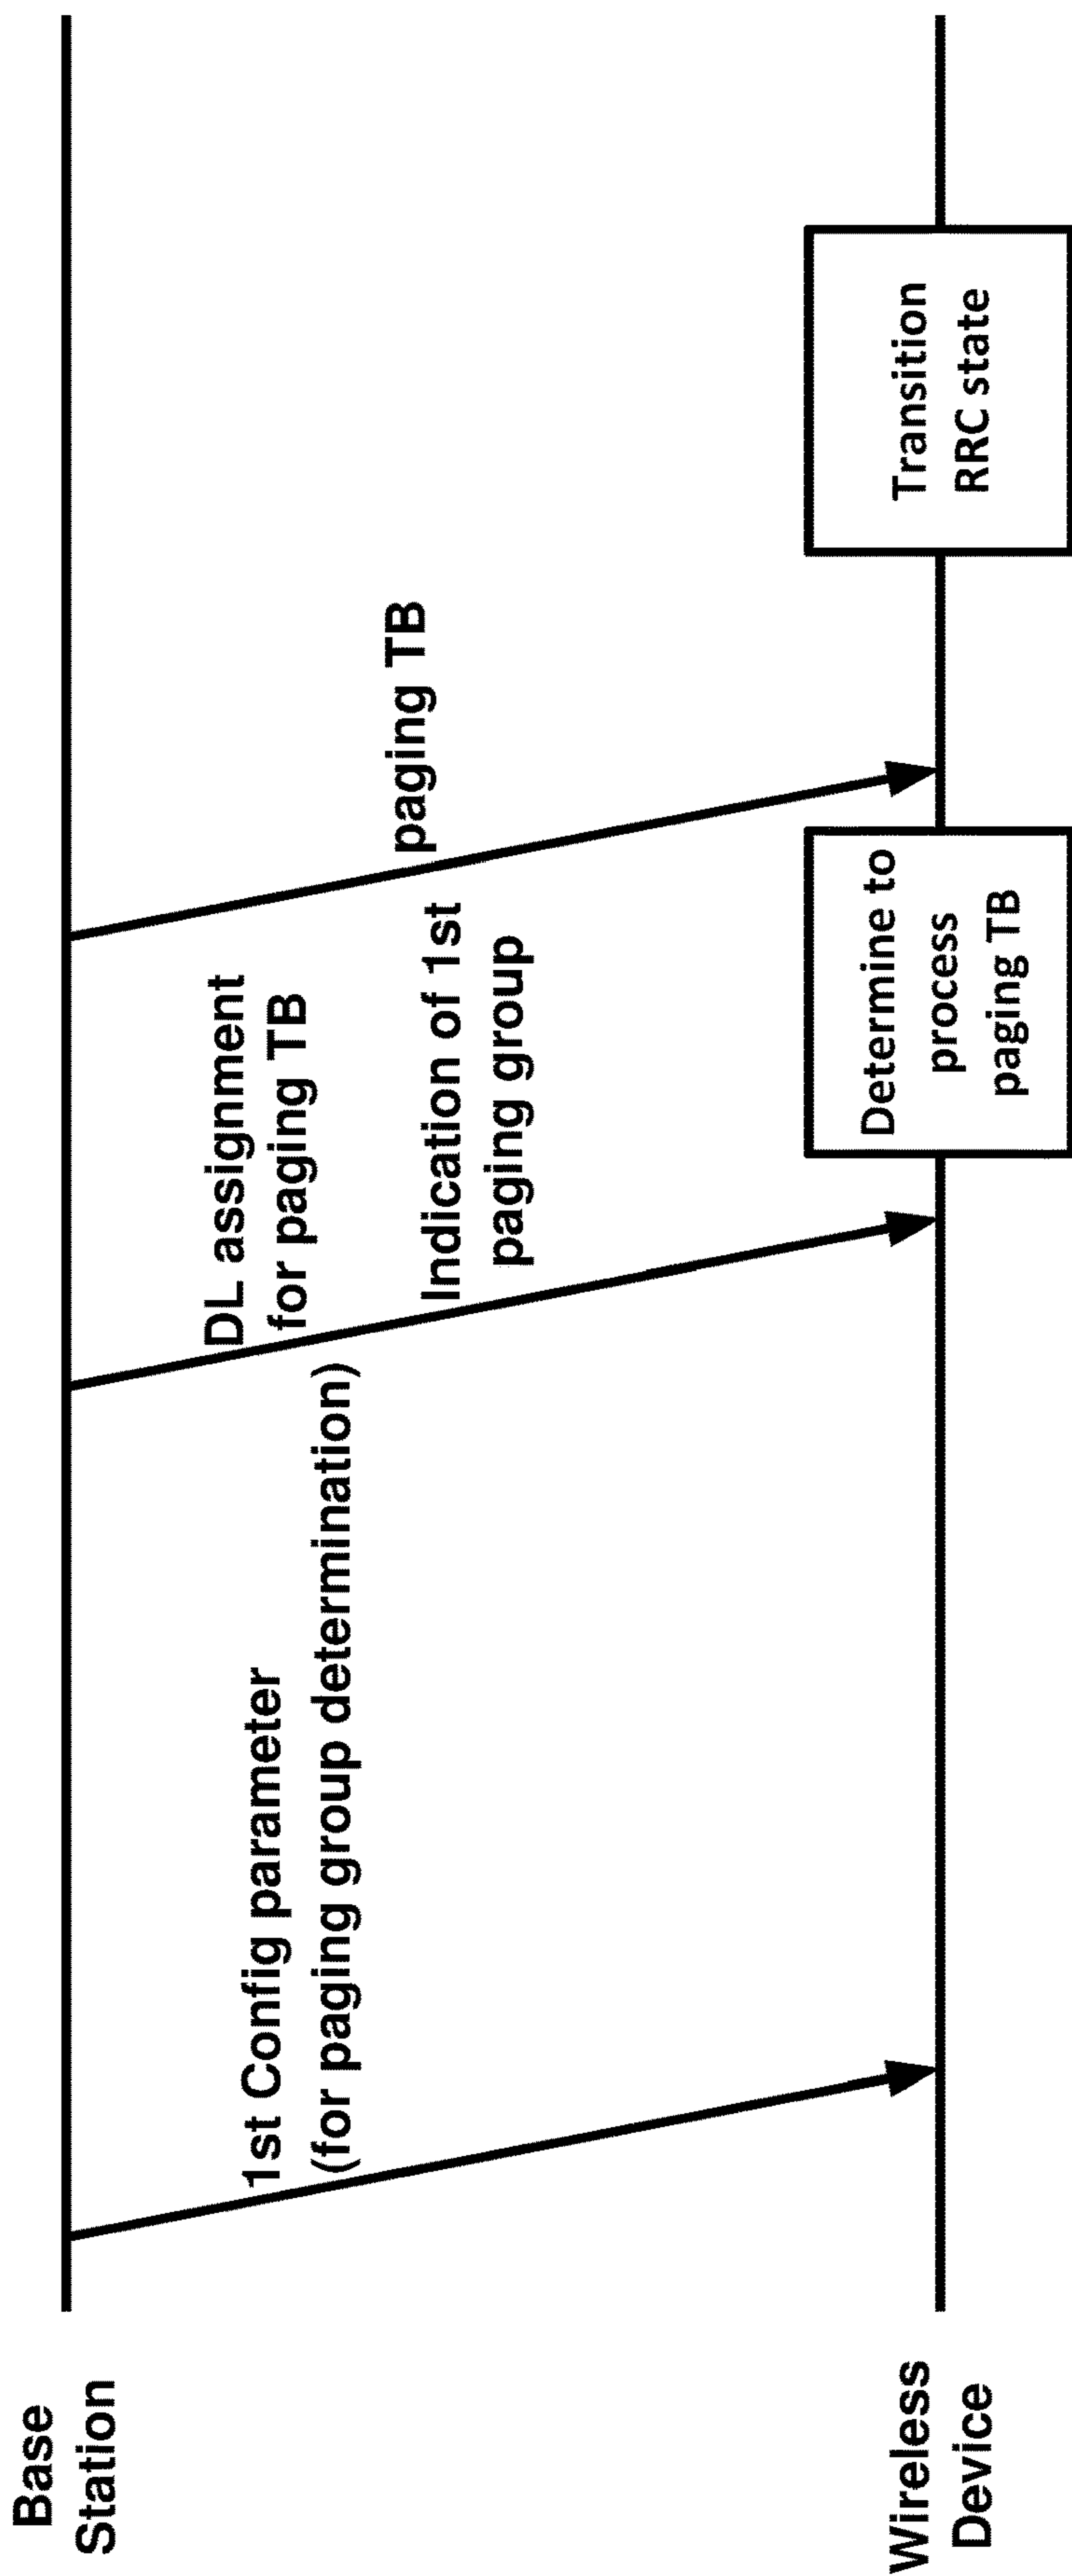 Base
Station
1st Config parameter
(for paging group determination)
DL assignment
for paging TB
Indication of 1st
paging group
paging TB
Wireless
Device
Determine to
process
paging TB
Transition
RRC state